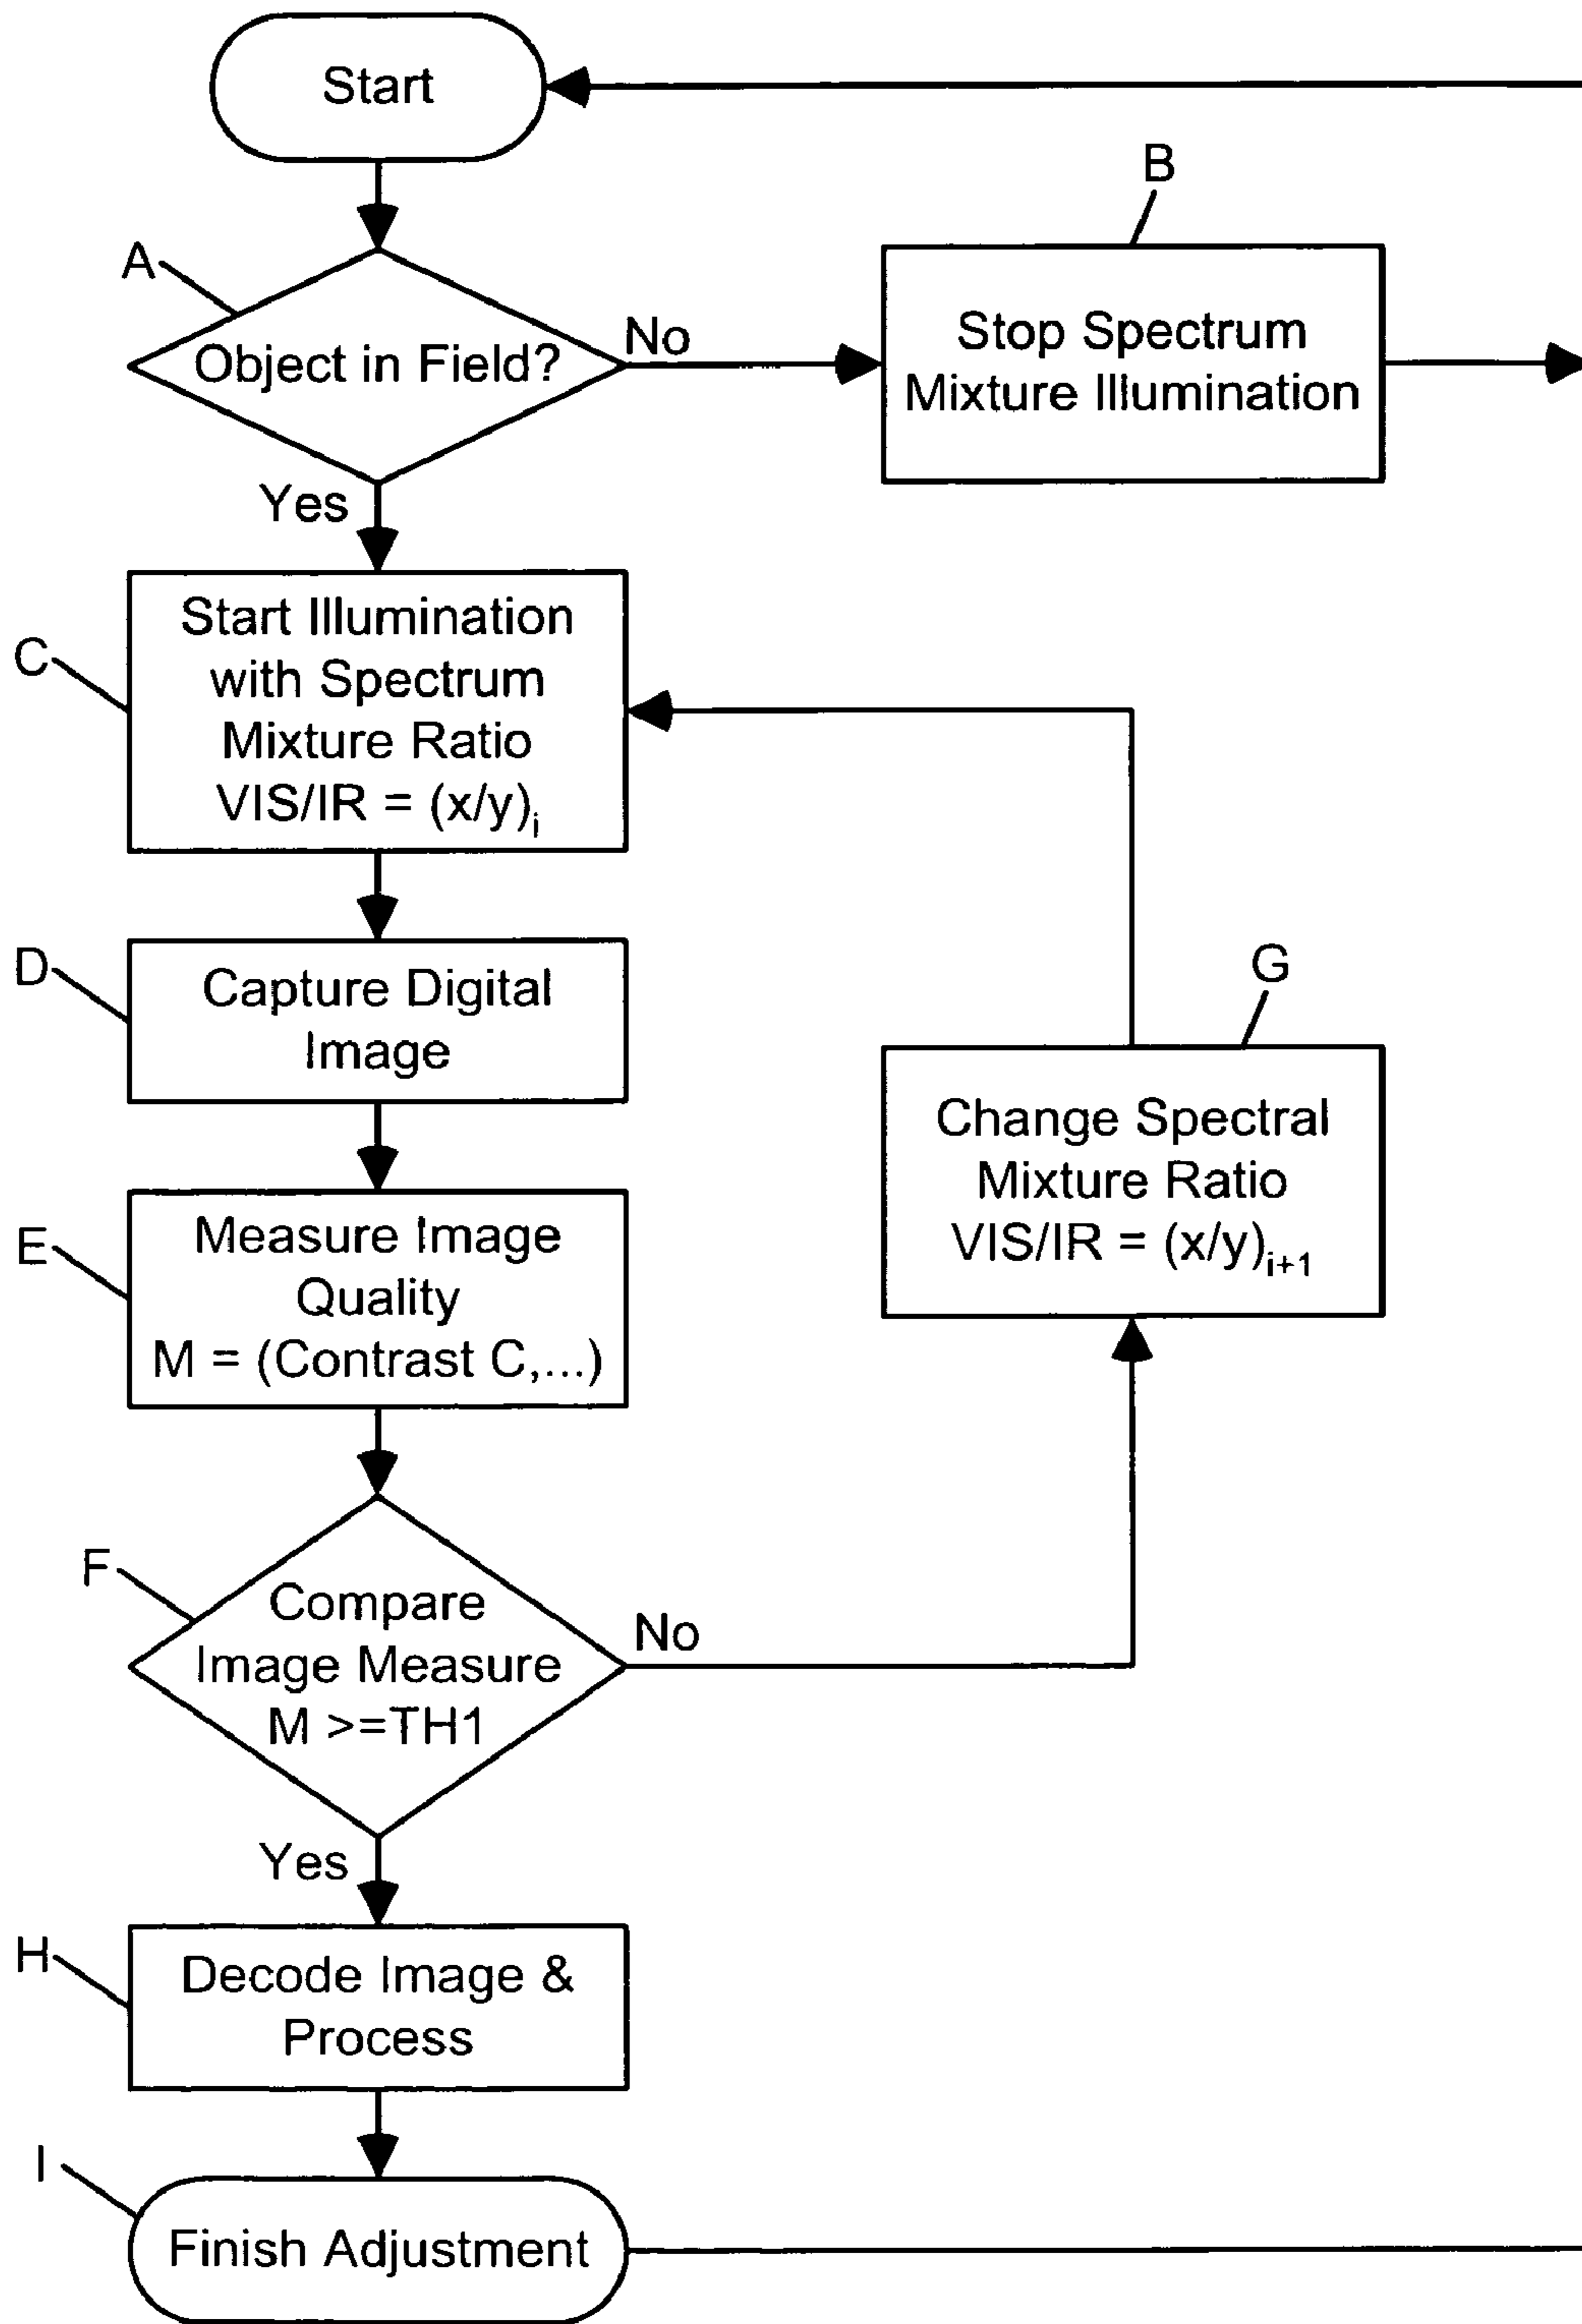 Start
B
A
Object in Field?
No
Stop Spectrum
Mixture Illumination
Yes
C
Start Illumination
with Spectrum
Mixture Ratio
VIS/IR = (x/y)i
D
Capture Digital
Image
G
Change Spectral
Mixture Ratio
VIS/IR = (x/y)i+1
E
Measure Image
Quality
M = (Contrast C,...)
F
Compare
Image Measure
M >=TH1
No
Yes
H
Decode Image &
Process
I
Finish Adjustment